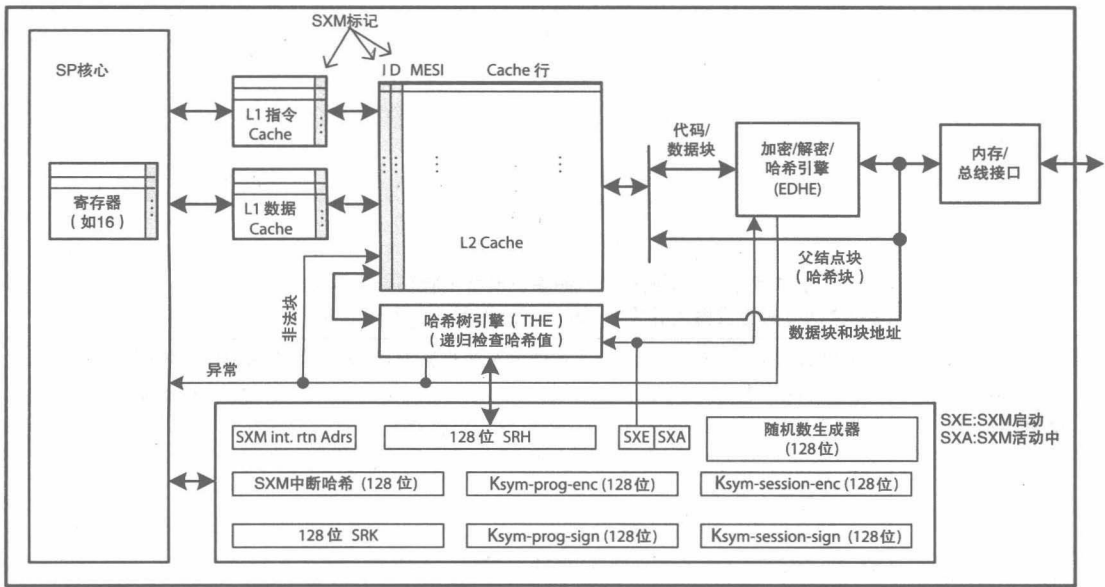 SXM标记
SP核心
I D MESI Cache 行
L1 指令
Cache
代码/
数据块
加密/解密/
哈希引擎
(EDHE)
内存/
总线接口
寄存器
(如16)
L1 数据
Cache
L2 Cache
父结点块
(哈希块)
非法块
哈希树引擎(THE)
(递归检查哈希值)
数据块和块地址
异常
SXE:SXM启动
SXA:SXM活动中
SXM int. rtn Adrs
128 位 SRH
SXE SXA
随机数生成器
(128位)
SXM中断哈希 (128 位)
Ksym-prog-enc (128位)
Ksym-session-enc (128位)
128 位 SRK
Ksym-prog-sign (128位)
Ksym-session-sign (128位)